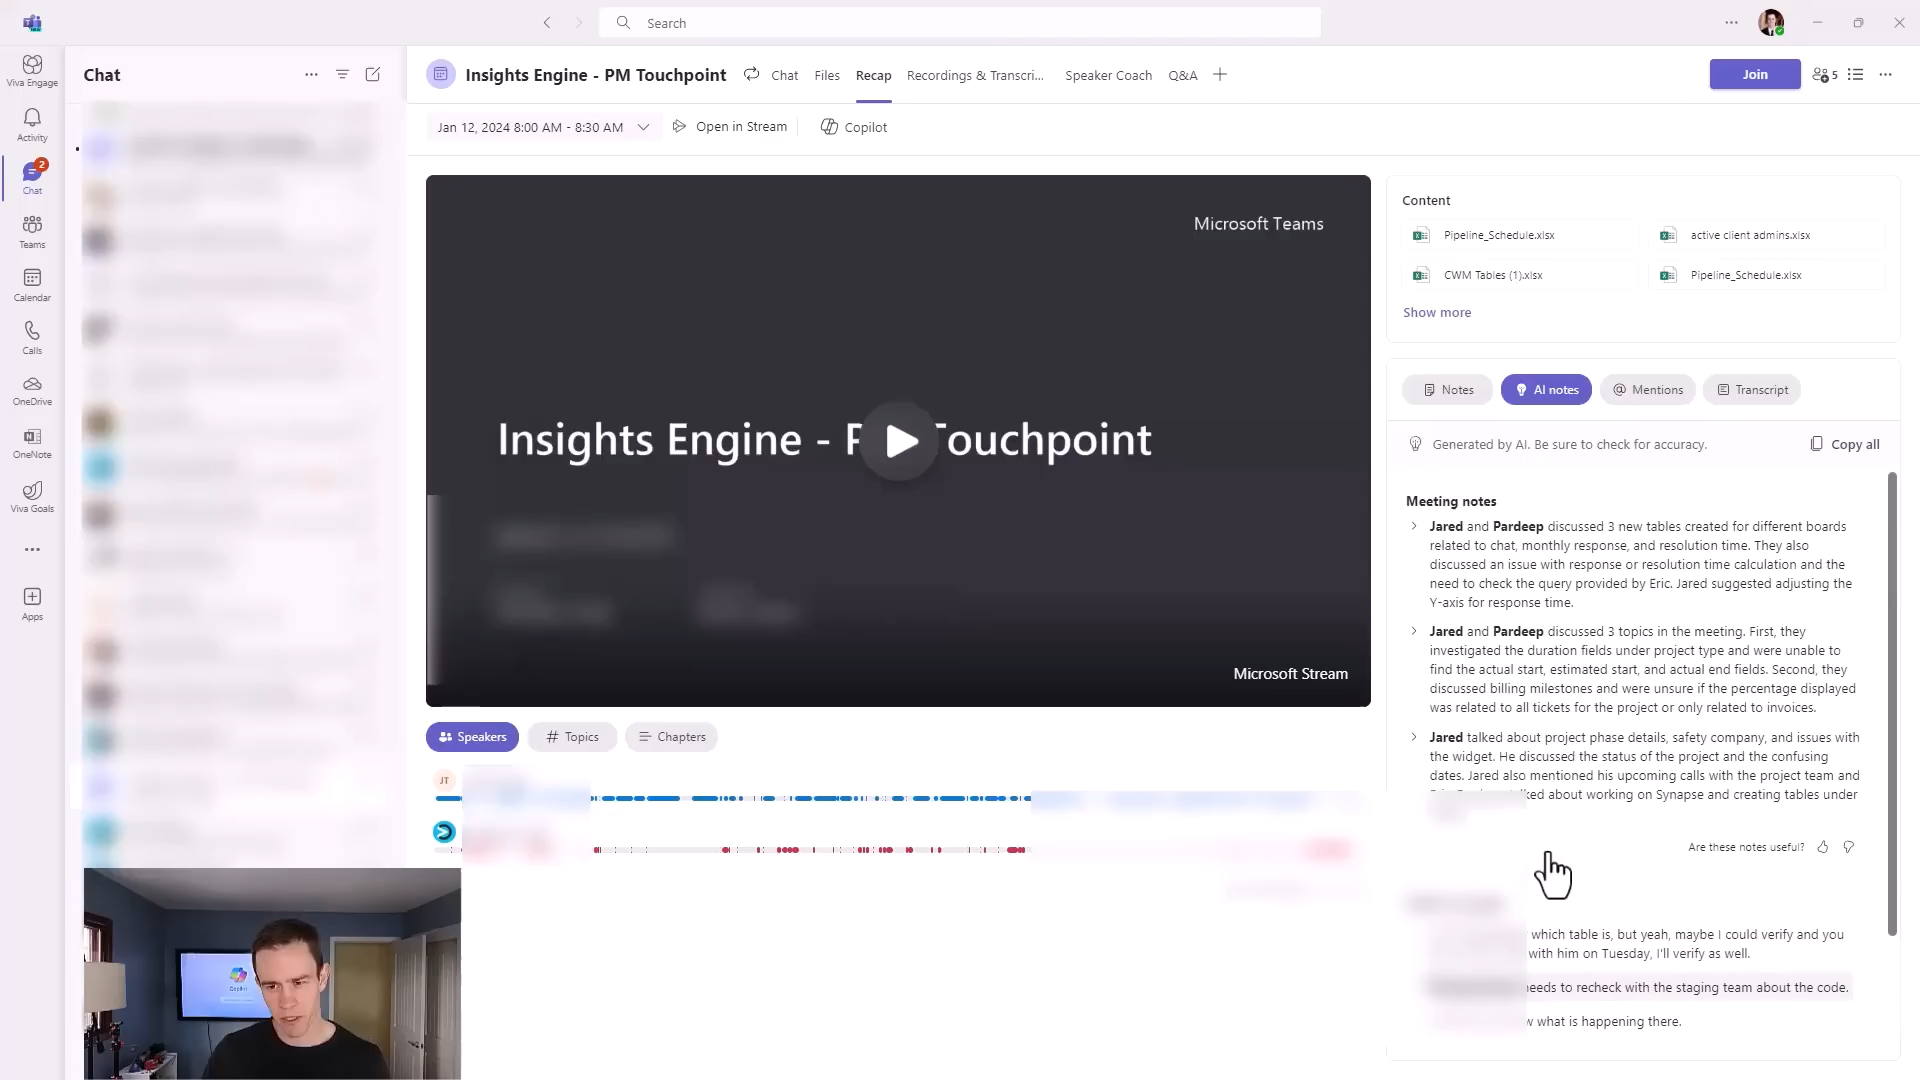 Search
Viva Engage
Activity
2
Chat
Teams
Calendar
Calls
OneDrive
OneNote
Viva Goals
Apps
Chat
Insights Engine - PM Touchpoint
Chat
Files
Recap
Recordings & Transcri...
Speaker Coach
Q&A
Join
5
Jan 12, 2024 8:00 AM - 8:30 AM
Open in Stream
Copilot
Microsoft Teams
Insights Engine - P Touchpoint
Microsoft Stream
Speakers
Topics
Chapters
JT
Content
Pipeline_Schedule.xlsx
active client admins.xlsx
CWM Tables (1).xlsx
Pipeline_Schedule.xlsx
Show more
Notes
AI notes
Mentions
Transcript
Generated by AI. Be sure to check for accuracy.
Copy all
Meeting notes
Jared and Pardeep discussed 3 new tables created for different boards
related to chat, monthly response, and resolution time. They also
discussed an issue with response or resolution time calculation and the
need to check the query provided by Eric. Jared suggested adjusting the
Y-axis for response time.
Jared and Pardeep discussed 3 topics in the meeting. First, they
investigated the duration fields under project type and were unable to
find the actual start, estimated start, and actual end fields. Second, they
discussed billing milestones and were unsure if the percentage displayed
was related to all tickets for the project or only related to invoices.
Jared talked about project phase details, safety company, and issues with
the widget. He discussed the status of the project and the confusing
dates. Jared also mentioned his upcoming calls with the project team and
about working on Synapse and creating tables under
Are these notes useful?
which table is, but yeah, maybe I could verify and you
with him on Tuesday, I'll verify as well.
needs to recheck with the staging team about the code.
what is happening there.
Copilot